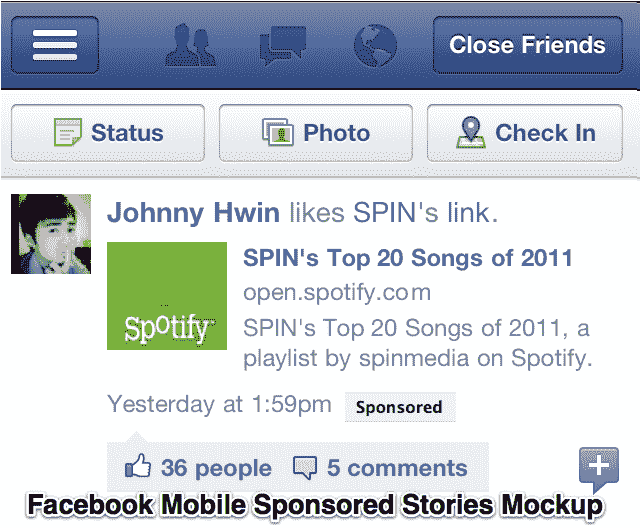 Close Friends
Status
Photo
Check In
Johnny Hwin likes SPIN's link.
SPIN's Top 20 Songs of 2011
open.spotify.com
Spotify
SPIN's Top 20 Songs of 2011, a
playlist by spinmedia on Spotify.
Yesterday at 1:59pm
Sponsored
36 people
5 comments
Facebook Mobile Sponsored Stories Mockup